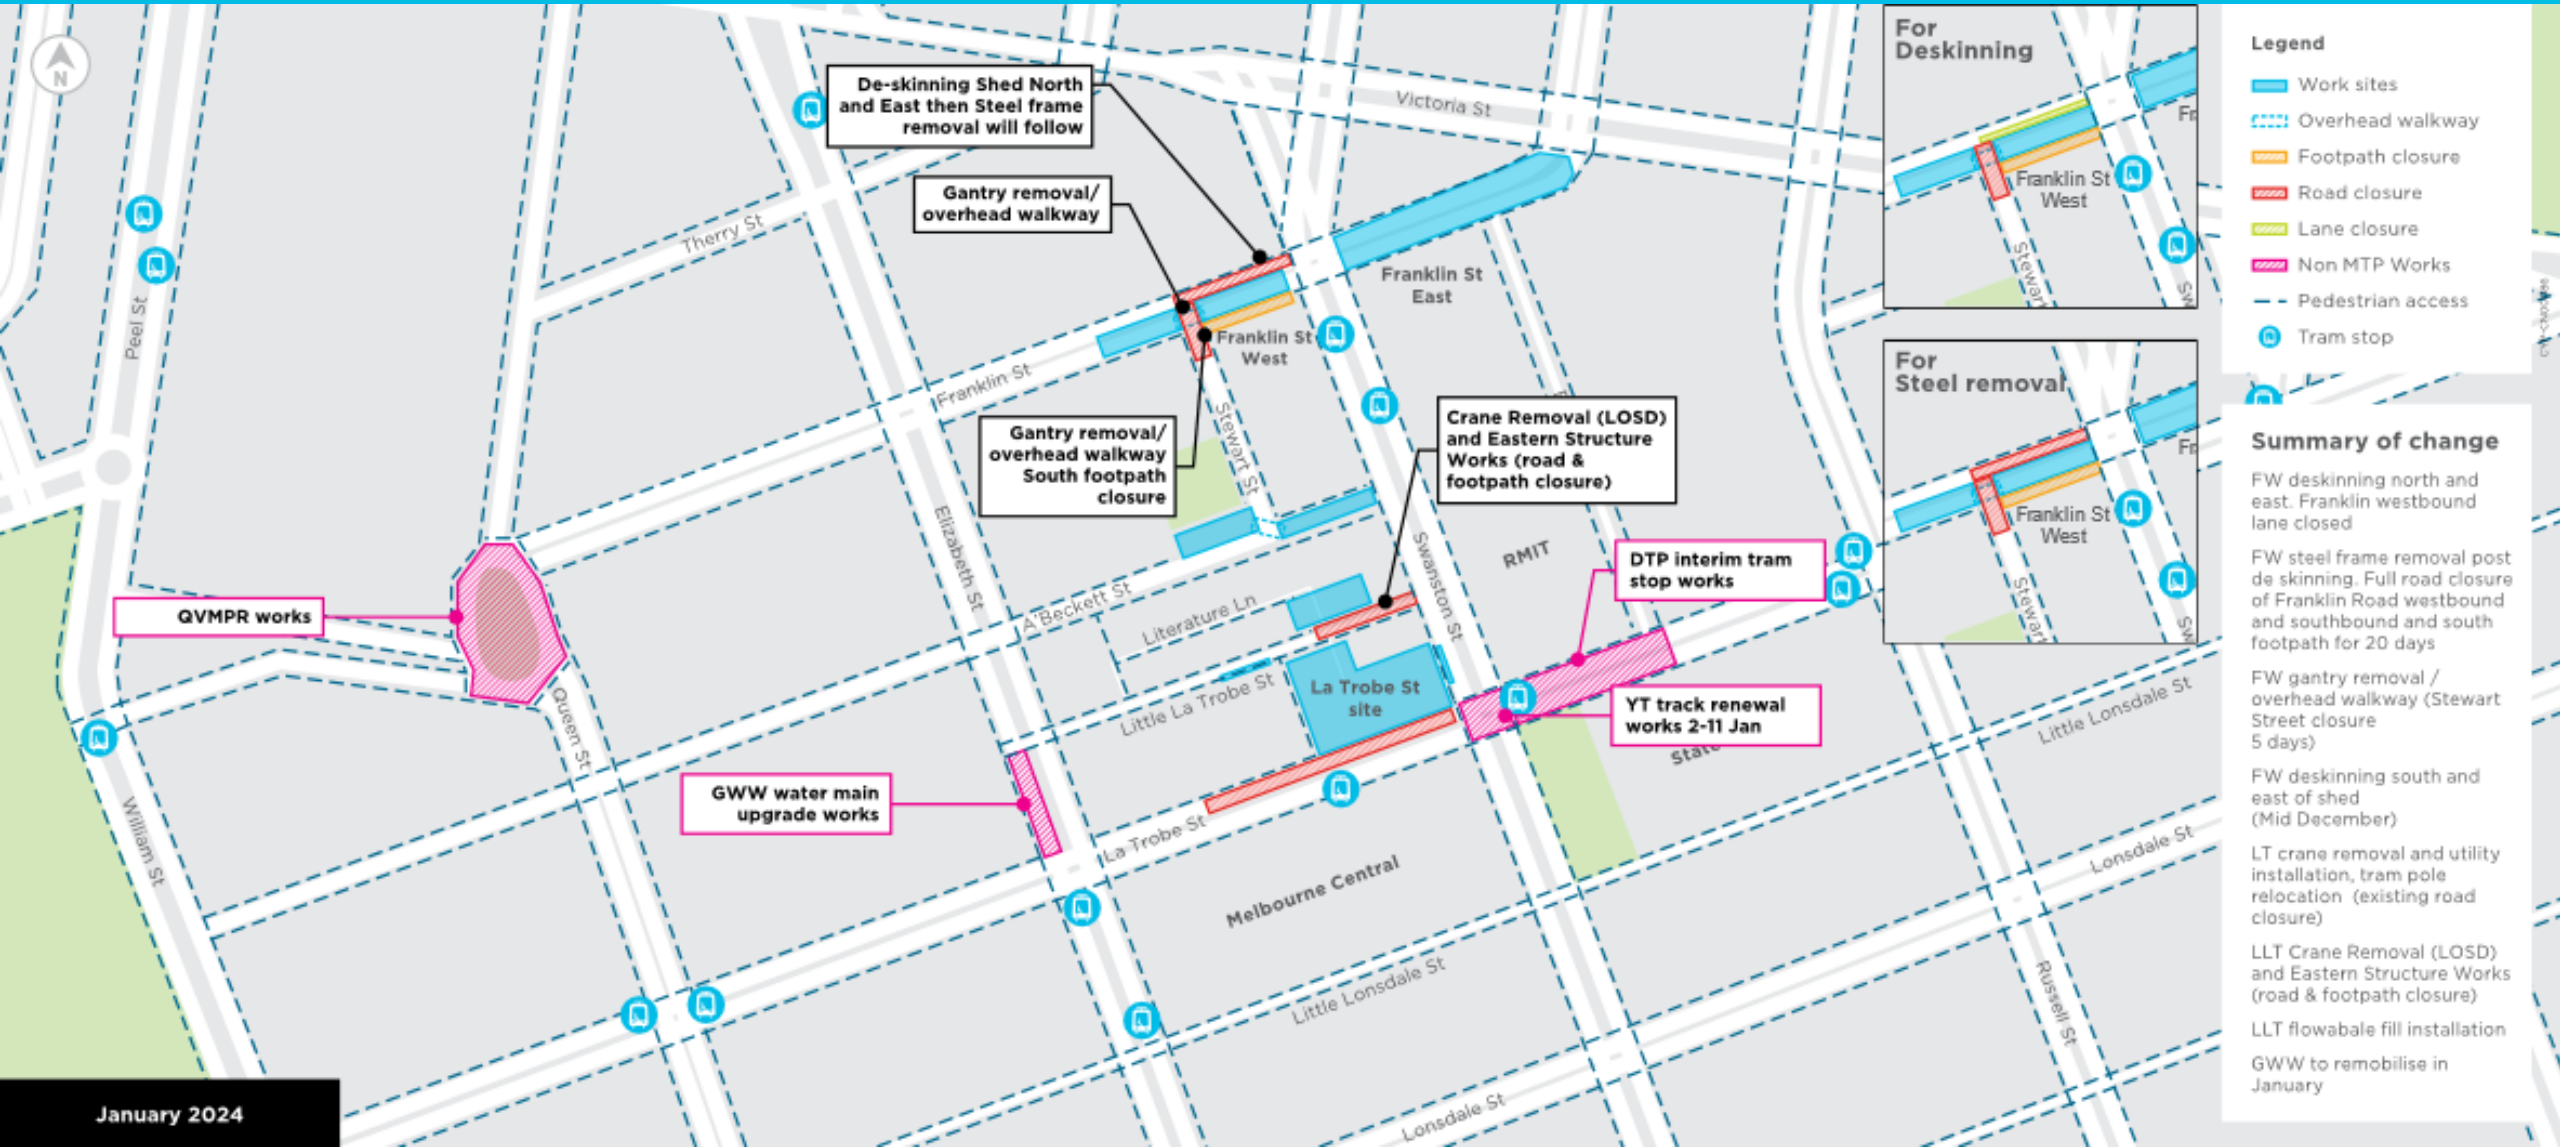 N
De-skinning Shed North
and East then Steel frame
removal will follow
Gantry removal/
overhead walkway
Gantry removal/
overhead walkway
South footpath
closure
Crane Removal (LOSD)
and Eastern Structure
Works (road &
footpath closure)
DTP interim tram
stop works
YT track renewal
works 2-11 Jan
QVMPR works
GWW water main
upgrade works
Victoria St
Therry St
Peel St
Franklin St
Franklin St
East
Franklin St
West
Stewart St
Elizabeth St
A'Beckett St
Literature Ln
Swanston St
RMIT
Little La Trobe St
La Trobe St
site
Queen St
William St
La Trobe St
State
Melbourne Central
Little Lonsdale St
Little Lonsdale St
Lonsdale St
Lonsdale St
Russell St
January 2024
For
Deskinning
Fr
Franklin St
West
Stewart
Sw
For
Steel removal
Fr
Franklin St
West
Stewart
Sw
Legend
Work sites
Overhead walkway
Footpath closure
Road closure
Lane closure
Non MTP Works
Pedestrian access
Tram stop
Summary of change
FW deskinning north and
east. Franklin westbound
lane closed
FW steel frame removal post
de skinning. Full road closure
of Franklin Road westbound
and southbound and south
footpath for 20 days
FW gantry removal /
overhead walkway (Stewart
Street closure
5 days)
FW deskinning south and
east of shed
(Mid December)
LT crane removal and utility
installation, tram pole
relocation (existing road
closure)
LLT Crane Removal (LOSD)
and Eastern Structure Works
(road & footpath closure)
LLT flowabale fill installation
GWW to remobilise in
January